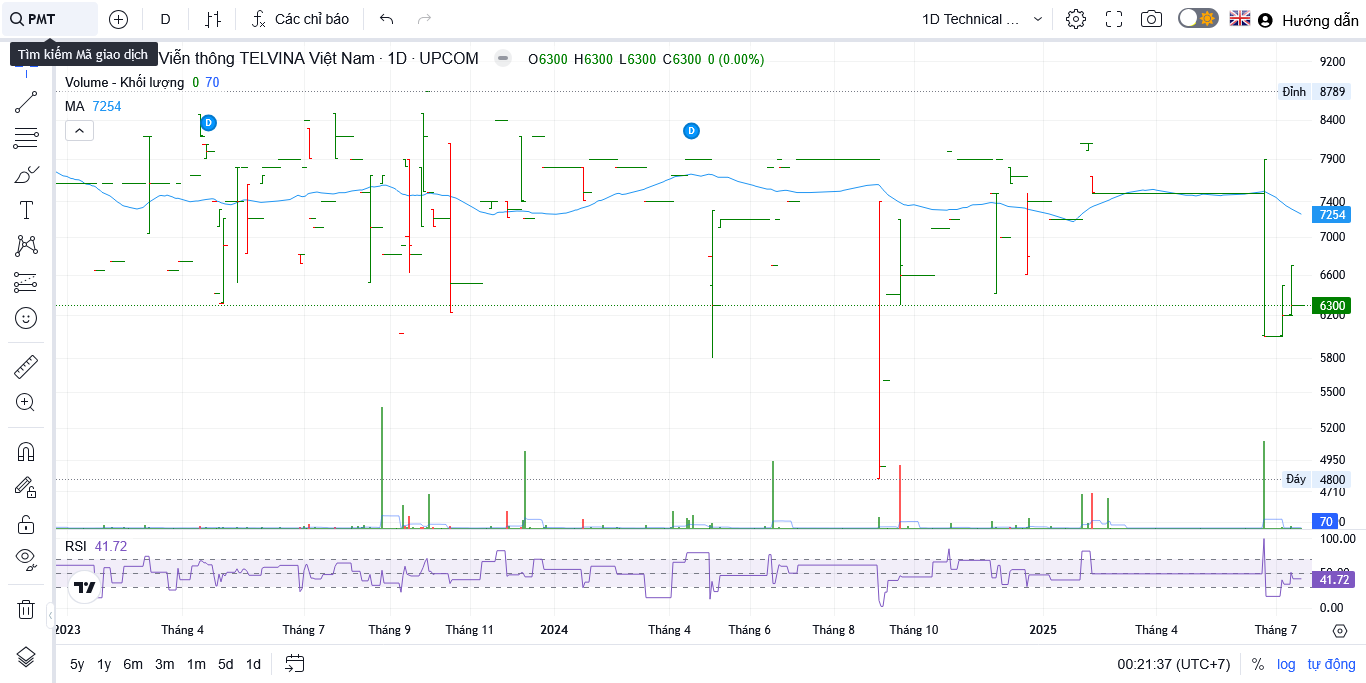 PMT D Các chỉ báo 1D Technical ... Hướng dẫn
Tìm kiếm Mã giao dịch
Viễn thông TELVINA Việt Nam · 1D · UPCOM O6300 H6300 L6300 C6300 0 (0.00%)
Volume - Khối lượng 0 70
MA 7254
D
D
9200
Đỉnh 8789
8400
7900
7400
7254
7000
6600
6300
6200
5800
5500
5200
4950
Đáy 4800
4710
70
RSI 41.72
100.00
50.00
41.72
0.00
2023 Tháng 4 Tháng 7 Tháng 9 Tháng 11 2024 Tháng 4 Tháng 6 Tháng 8 Tháng 10 2025 Tháng 4 Tháng 7
5y 1y 6m 3m 1m 5d 1d 00:21:37 (UTC+7) % log tự động